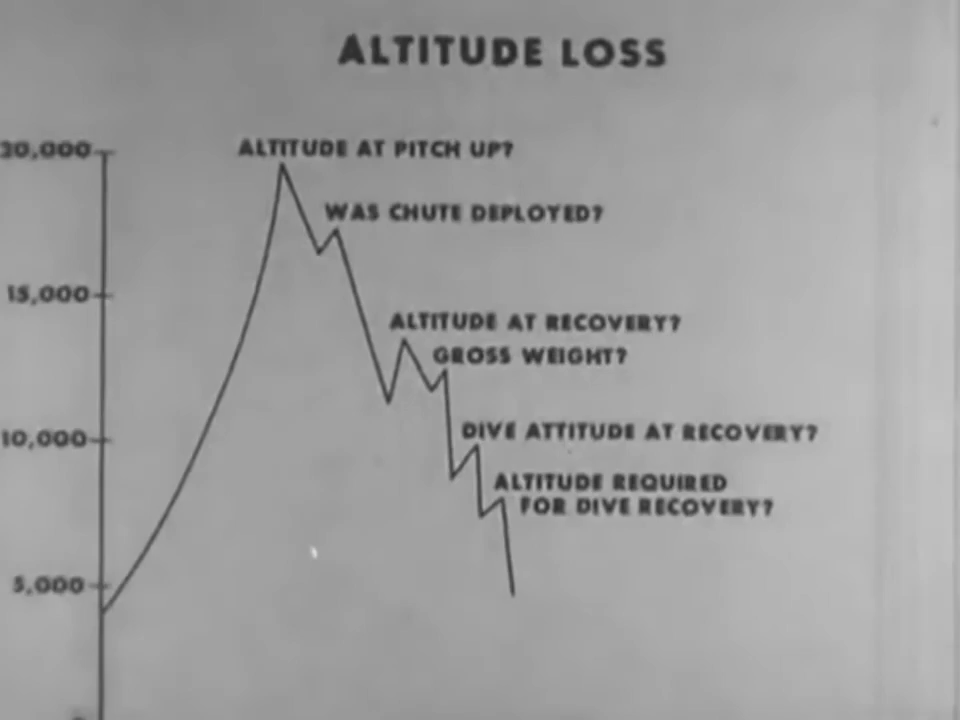 ALTITUDE LOSS
20,000
ALTITUDE AT PITCH UP?
WAS CHUTE DEPLOYED?
15,000
ALTITUDE AT RECOVERY?
GROSS WEIGHT?
10,000
DIVE ATTITUDE AT RECOVERY?
ALTITUDE REQUIRED
FOR DIVE RECOVERY?
5,000